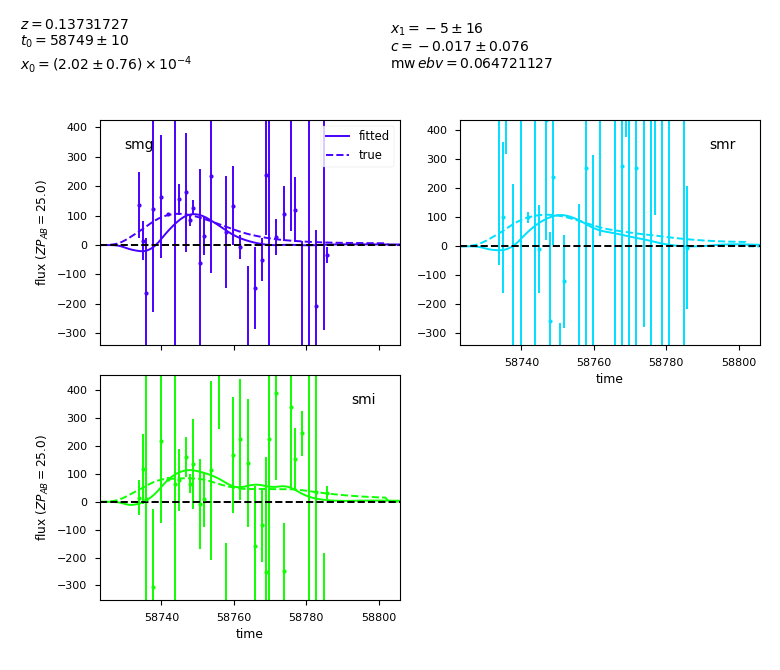 z = 0.13731727
t₀ = 58749 ± 10
x₀ = (2.02 ± 0.76) × 10⁻⁴
x₁ = −5 ± 16
c = −0.017 ± 0.076
mw ebv = 0.064721127
smg
fitted
true
400
300
200
100
0
−100
−200
−300
flux (ZP_AB = 25.0)
smr
400
300
200
100
0
−100
−200
−300
58740 58760 58780 58800
time
smi
400
300
200
100
0
−100
−200
−300
flux (ZP_AB = 25.0)
58740 58760 58780 58800
time